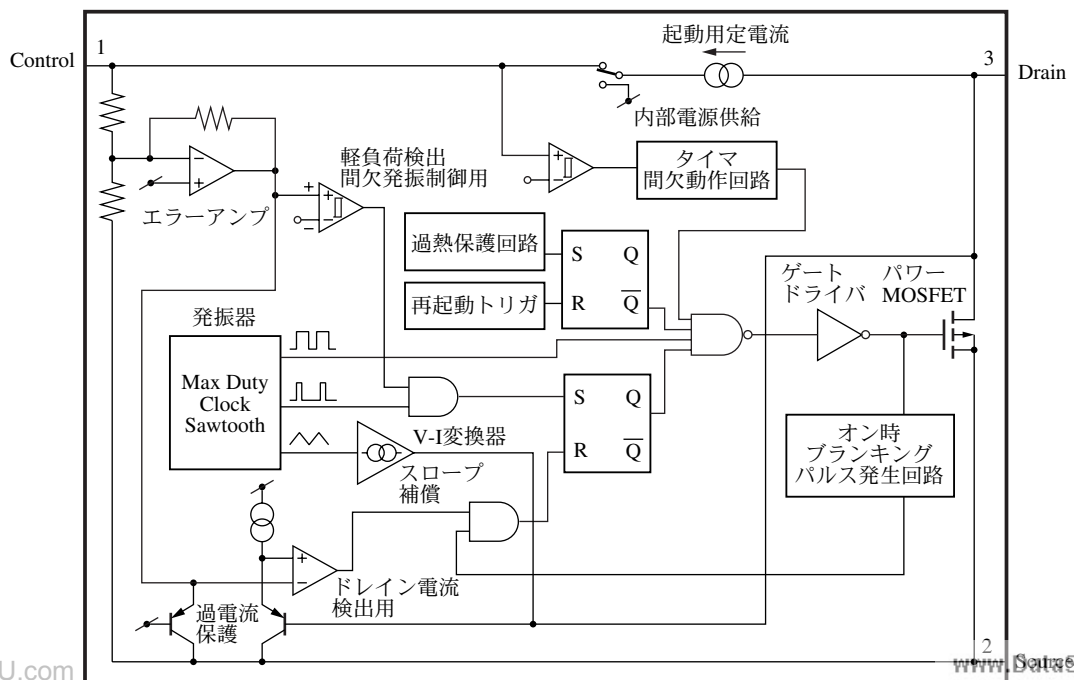 起動用定電流
1
3
Control
Drain
内部電源供給
軽負荷検出
間欠発振制御用
タイマ
間欠動作回路
エラーアンプ
過熱保護回路
S Q
再起動トリガ
R Q
ゲート
ドライバ
パワー
MOSFET
発振器
Max Duty
Clock
Sawtooth
V-I変換器
スロープ
補償
S Q
R Q
オン時
ブランキング
パルス発生回路
ドレイン電流
検出用
過電流
保護
2
U.com